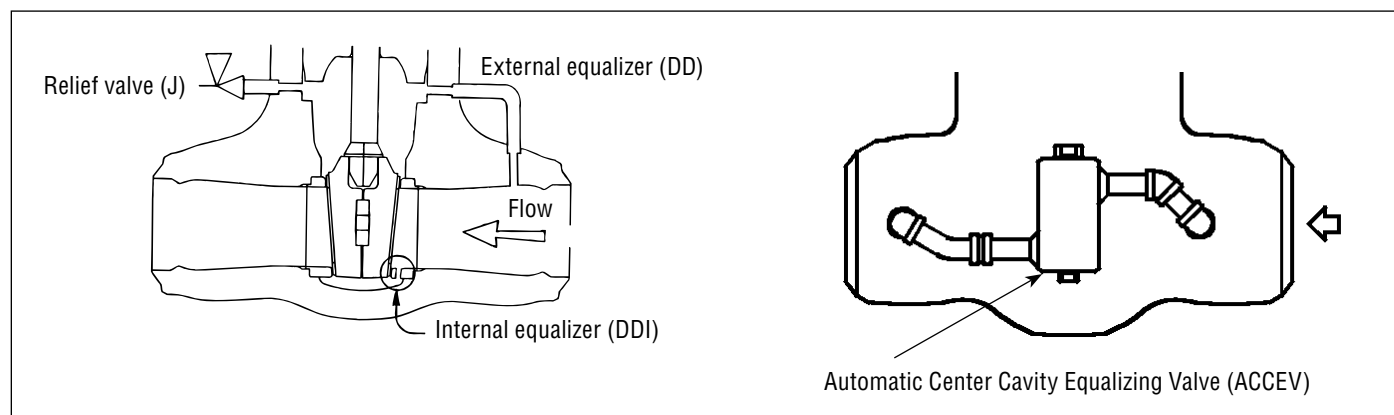 Relief valve (J)
External equalizer (DD)
Flow
Internal equalizer (DDI)
Automatic Center Cavity Equalizing Valve (ACCEV)